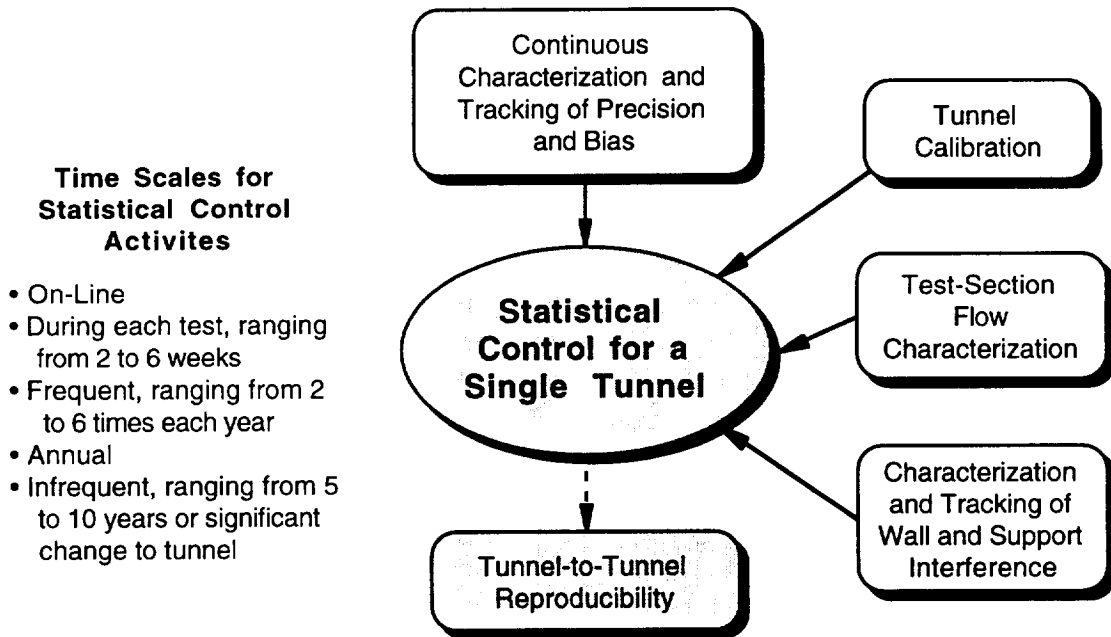 Continuous
Characterization and
Tracking of Precision
and Bias
Tunnel
Calibration
Time Scales for
Statistical Control
Activites
• On-Line
• During each test, ranging
from 2 to 6 weeks
• Frequent, ranging from 2
to 6 times each year
• Annual
• Infrequent, ranging from 5
to 10 years or significant
change to tunnel
Statistical
Control for a
Single Tunnel
Test-Section
Flow
Characterization
Characterization
and Tracking of
Wall and Support
Interference
Tunnel-to-Tunnel
Reproducibility